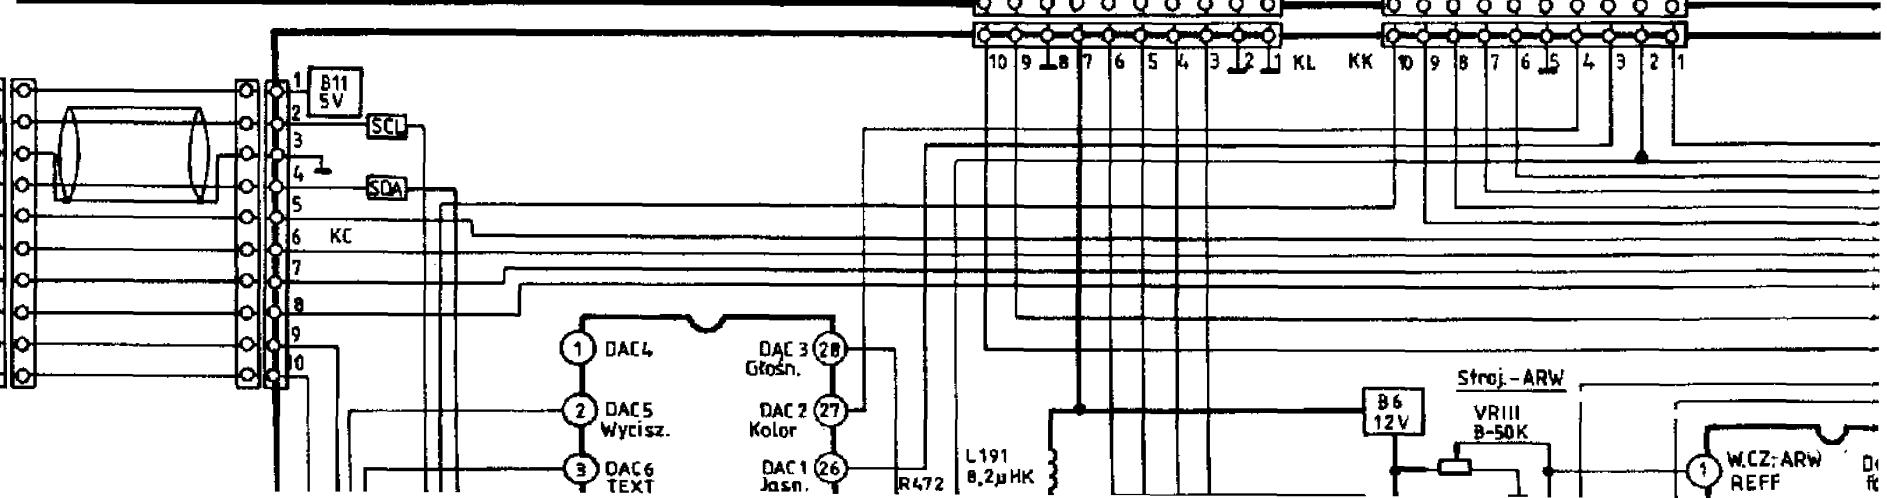 10 9 8 7 6 5 4 3 2 1 KL KK 10 9 8 7 6 5 4 3 2 1
1
B11
5V
2
SCL
3
4
SDA
5
6 KC
7
8
9
10
1 DAC4
DAC 3 28
Głośn.
2 DAC5
Wycisz.
DAC 2 27
Kolor
3 DAC6
TEXT
DAC 1 26
Jasn.
R472
L191
8,2µHK
B6
12V
Stroj.-ARW
VRIII
B-50K
1 W.CZ-ARW
REFF